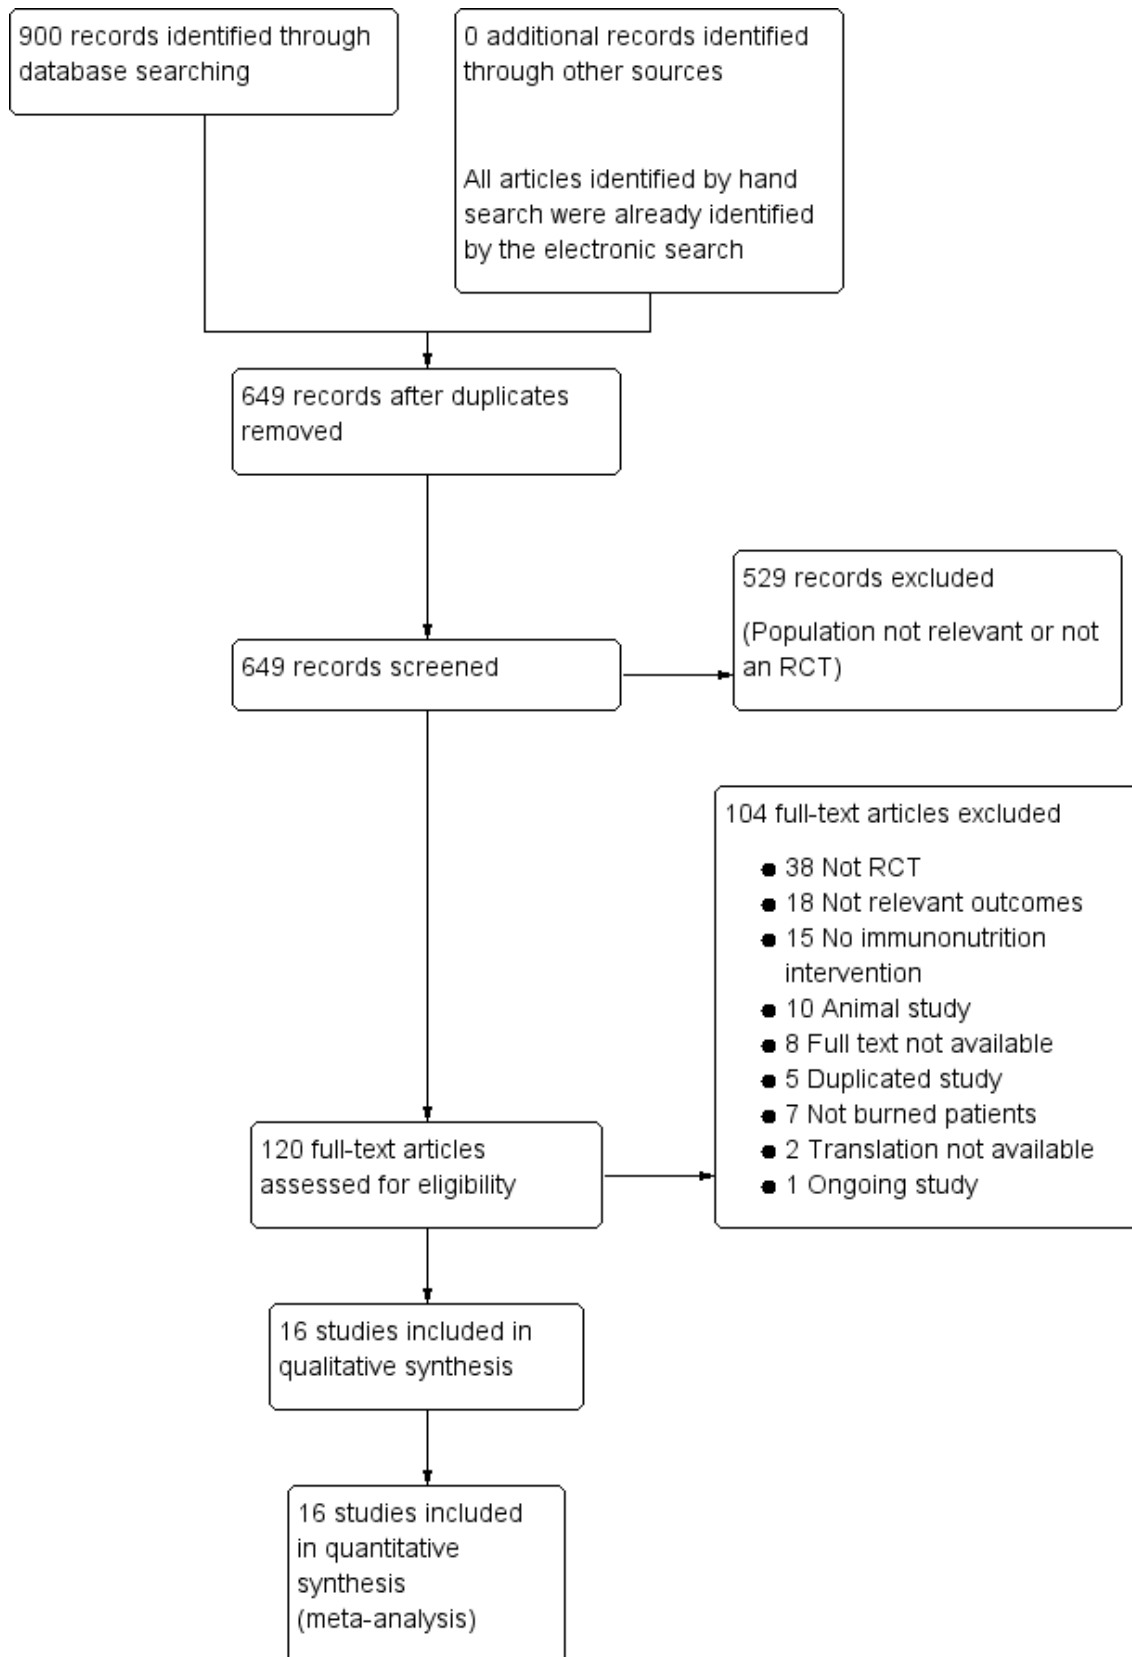 900 records identified through
database searching
0 additional records identified
through other sources
All articles identified by hand
search were already identified
by the electronic search
649 records after duplicates
removed
649 records screened
529 records excluded
(Population not relevant or not
an RCT)
120 full-text articles
assessed for eligibility
104 full-text articles excluded
● 38 Not RCT
● 18 Not relevant outcomes
● 15 No immunonutrition
intervention
● 10 Animal study
● 8 Full text not available
● 5 Duplicated study
● 7 Not burned patients
● 2 Translation not available
● 1 Ongoing study
16 studies included in
qualitative synthesis
16 studies included
in quantitative
synthesis
(meta-analysis)